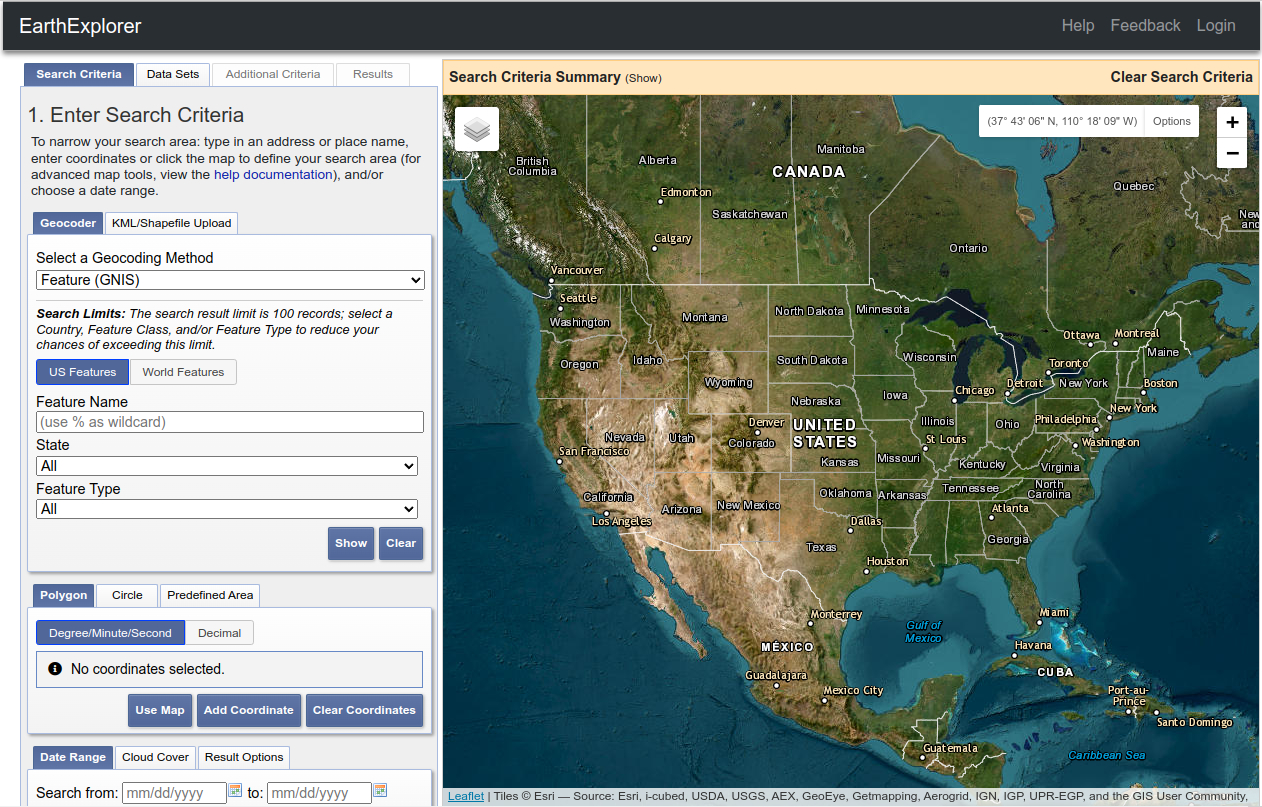 EarthExplorer
Help Feedback Login
Search Criteria Data Sets Additional Criteria Results
1. Enter Search Criteria
To narrow your search area: type in an address or place name,
enter coordinates or click the map to define your search area (for
advanced map tools, view the help documentation), and/or
choose a date range.
Geocoder KML/Shapefile Upload
Select a Geocoding Method
Feature (GNIS)
Search Limits: The search result limit is 100 records; select a
Country, Feature Class, and/or Feature Type to reduce your
chances of exceeding this limit.
US Features World Features
Feature Name
(use % as wildcard)
State
All
Feature Type
All
Show Clear
Polygon Circle Predefined Area
Degree/Minute/Second Decimal
No coordinates selected.
Use Map Add Coordinate Clear Coordinates
Date Range Cloud Cover Result Options
Search from: mm/dd/yyyy to: mm/dd/yyyy
Search Criteria Summary (Show) Clear Search Criteria
(37° 43' 06" N, 110° 18' 09" W) Options
+
−
British
Columbia
Alberta
Manitoba
CANADA
Quebec
Edmonton
Saskatchewan
New
and
Calgary
Ontario
Vancouver
Seattle
Washington
Montana
North Dakota
Minnesota
Ottawa
Montreal
Maine
Oregon
Idaho
South Dakota
Wisconsin
Toronto
Wyoming
Chicago
Detroit
New York
Boston
Nebraska
Iowa
New York
Denver
UNITED
STATES
Illinois
Ohio
Philadelphia
Nevada
Utah
Colorado
St Louis
Washington
San Francisco
Kansas
Missouri
Kentucky
Virginia
California
Oklahoma
Arkansas
Tennessee
North
Carolina
Arizona
New Mexico
Atlanta
Los Angeles
Dallas
Georgia
Texas
Houston
Monterrey
Miami
Gulf of
Mexico
MÉXICO
Havana
CUBA
Guadalajara
Mexico City
Port-au-
Prince
Santo Domingo
Guatemala
Caribbean Sea
Leaflet | Tiles © Esri — Source: Esri, i-cubed, USDA, USGS, AEX, GeoEye, Getmapping, Aerogrid, IGN, IGP, UPR-EGP, and the GIS User Community,